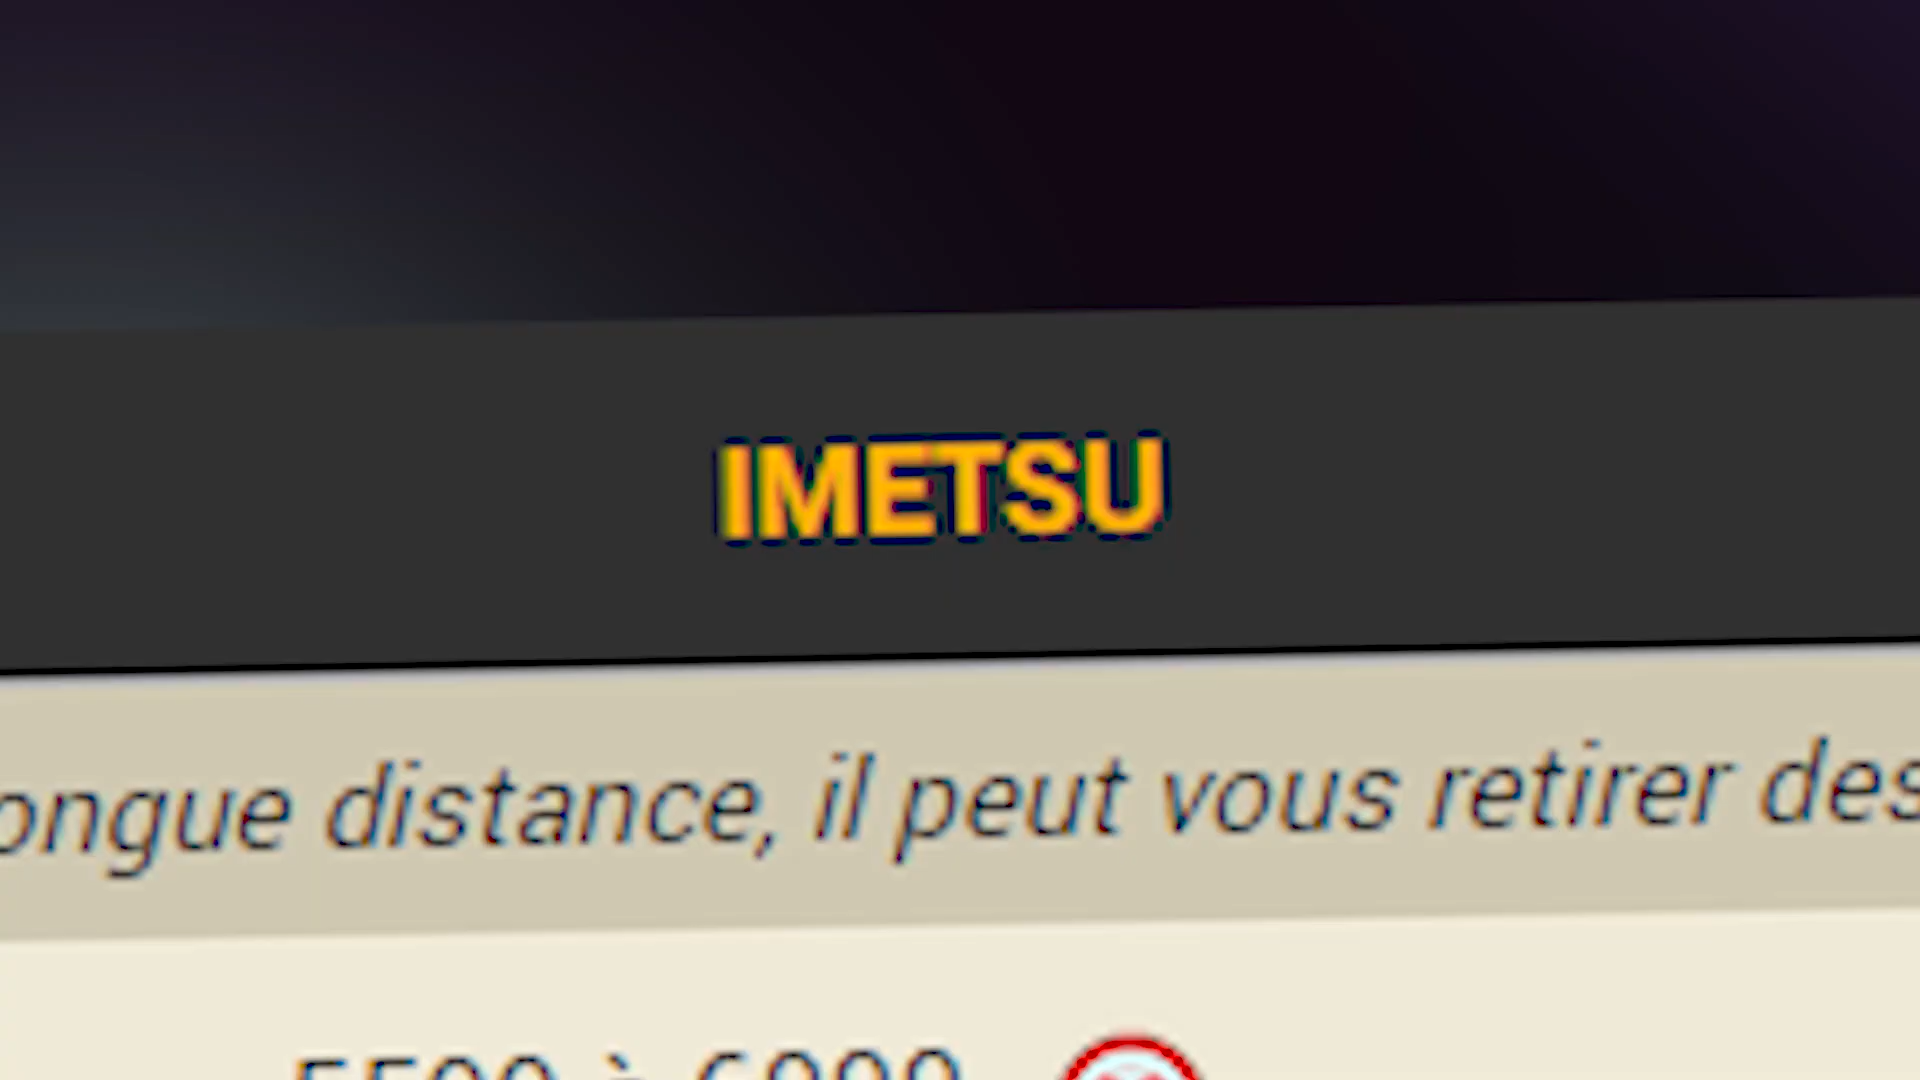 IMETSU
ongue distance, il peut vous retirer des
à